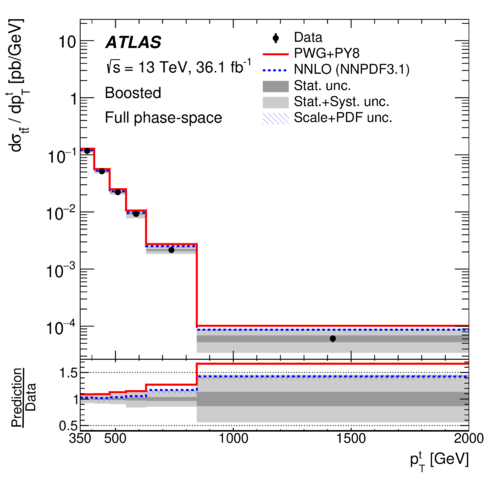 ATLAS
√s = 13 TeV, 36.1 fb⁻¹
Boosted
Full phase-space
Data
PWG+PY8
NNLO (NNPDF3.1)
Stat. unc.
Stat.+Syst. unc.
Scale+PDF unc.
dσ_tt̄ / dp_T^t [pb/GeV]
10
1
10⁻¹
10⁻²
10⁻³
10⁻⁴
Prediction
Data
1.5
1
0.5
350 500 1000 1500 2000
p_T^t [GeV]